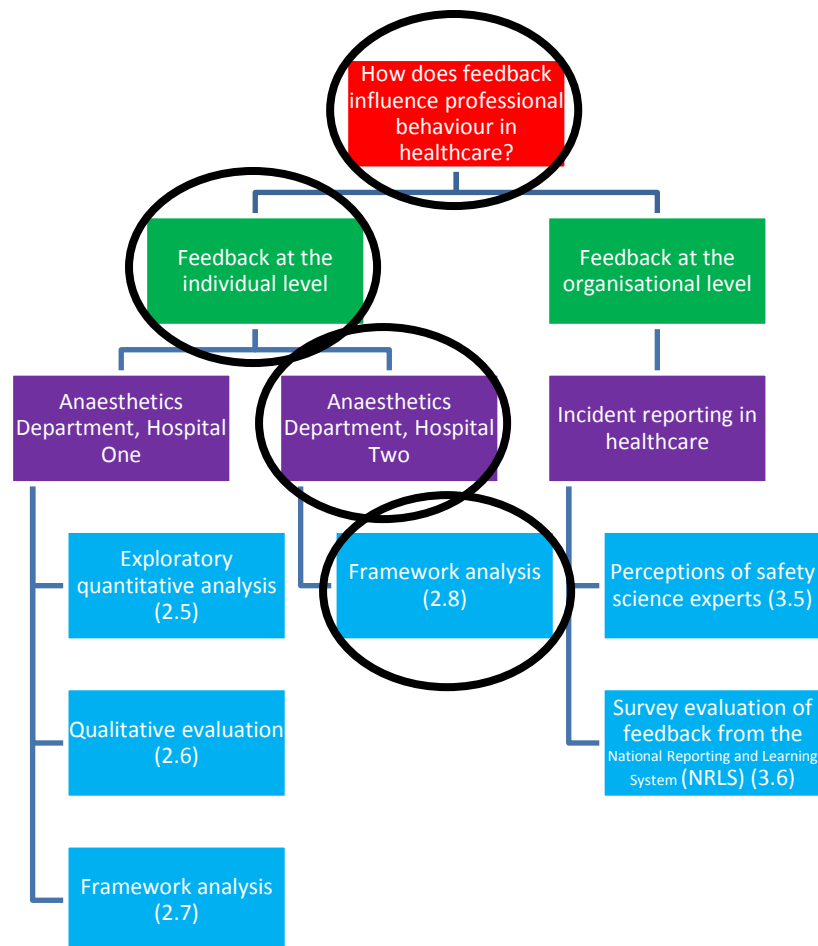 How does feedback
influence professional
behaviour in
healthcare?
Feedback at the
individual level
Feedback at the
organisational level
Anaesthetics
Department, Hospital
One
Anaesthetics
Department, Hospital
Two
Incident reporting in
healthcare
Exploratory
quantitative analysis
(2.5)
Framework analysis
(2.8)
Perceptions of safety
science experts (3.5)
Qualitative evaluation
(2.6)
Survey evaluation of
feedback from the
National Reporting and Learning
System (NRLS) (3.6)
Framework analysis
(2.7)